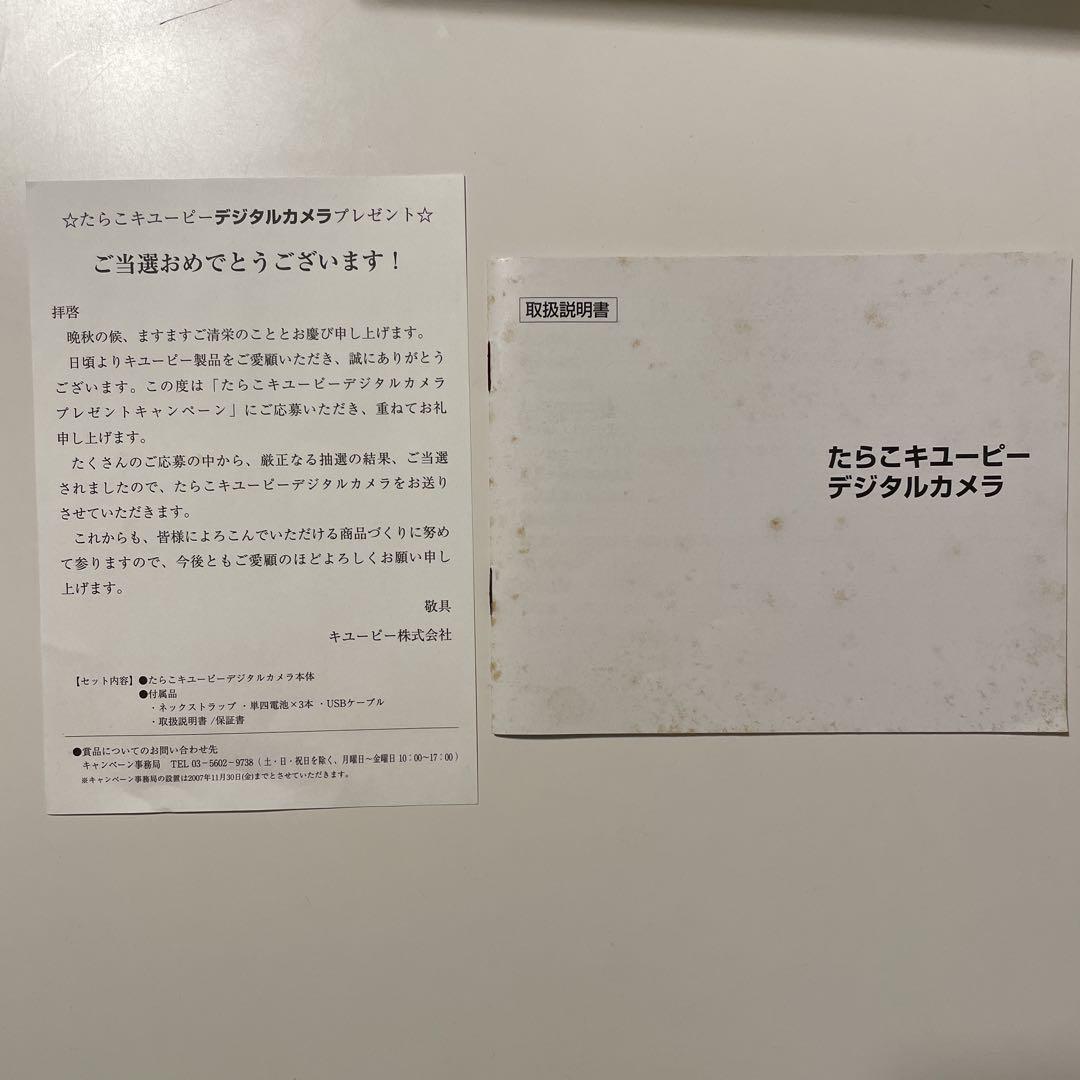 ☆たらこキユーピーデジタルカメラプレゼント☆
ご当選おめでとうございます！
拝啓
晩秋の候、ますますご清栄のこととお慶び申し上げます。
日頃よりキユーピー製品をご愛顧いただき、誠にありがとう
ございます。この度は「たらこキユーピーデジタルカメラ
プレゼントキャンペーン」にご応募いただき、重ねてお礼
申し上げます。
たくさんのご応募の中から、厳正なる抽選の結果、ご当選
されましたので、たらこキユーピーデジタルカメラをお送り
させていただきます。
これからも、皆様によろこんでいただける商品づくりに努め
て参りますので、今後ともご愛顧のほどよろしくお願い申し
上げます。
敬具
キユーピー株式会社
【セット内容】●たらこキユーピーデジタルカメラ本体
●付属品
・ネックストラップ ・単四電池×3本 ・USBケーブル
・取扱説明書 /保証書
●賞品についてのお問い合わせ先
キャンペーン事務局 TEL 03-5602-9738（土・日・祝日を除く、月曜日〜金曜日 10：00〜17：00）
※キャンペーン事務局の設置は2007年11月30日(金)までとさせていただきます。
取扱説明書
たらこキユーピー
デジタルカメラ